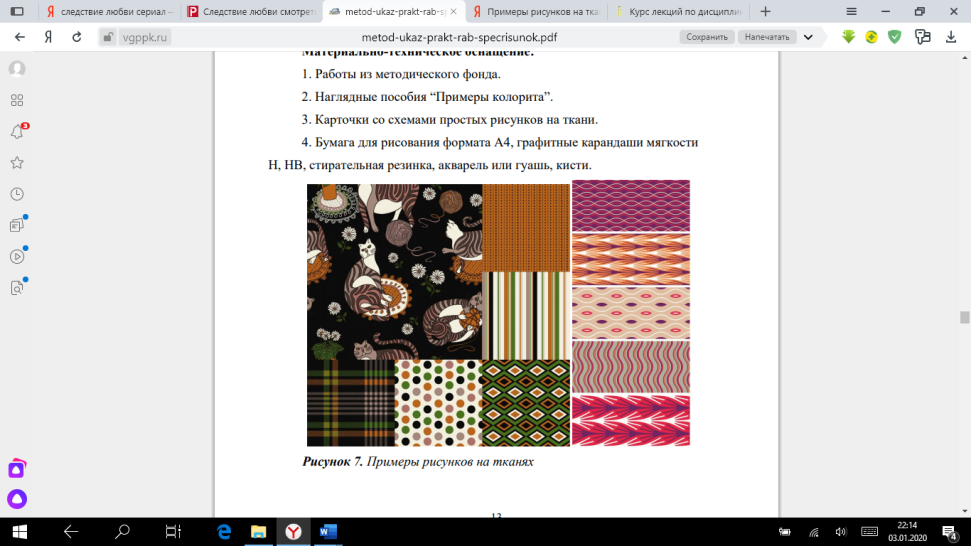 следствие любви сериал —
Следствие любви смотреть
metod-ukaz-prakt-rab-sp
Примеры рисунков на тка
Курс лекций по дисципли
Я
vgppk.ru
metod-ukaz-prakt-rab-specrisunok.pdf
Сохранить
Напечатать
Материально-техническое оснащение:
1. Работы из методического фонда.
2. Наглядные пособия “Примеры колорита”.
3. Карточки со схемами простых рисунков на ткани.
4. Бумага для рисования формата А4, графитные карандаши мягкости
Н, НВ, стирательная резинка, акварель или гуашь, кисти.
Рисунок 7. Примеры рисунков на тканях
13
3
22:14
03.01.2020
4